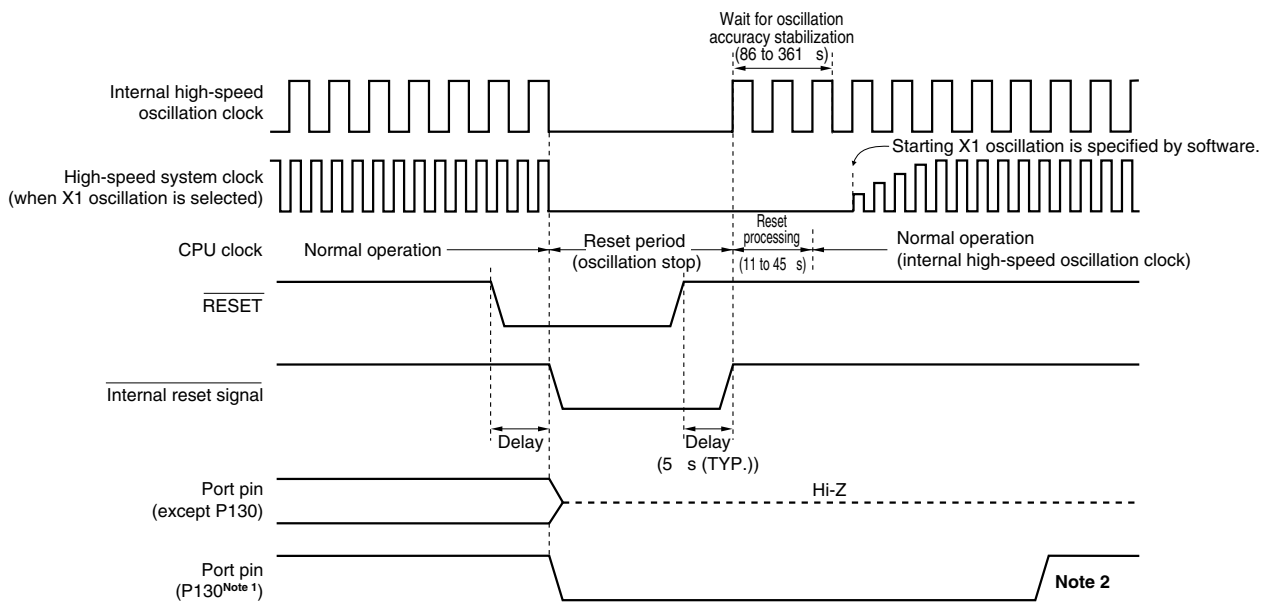 Wait for oscillation
accuracy stabilization
(86 to 361 s)
Internal high-speed
oscillation clock
Starting X1 oscillation is specified by software.
High-speed system clock
(when X1 oscillation is selected)
CPU clock
Normal operation
Reset period
(oscillation stop)
Reset
processing
(11 to 45 s)
Normal operation
(internal high-speed oscillation clock)
RESET
Internal reset signal
Delay
Delay
(5 s (TYP.))
Port pin
(except P130)
Hi-Z
Port pin
(P130Note 1)
Note 2